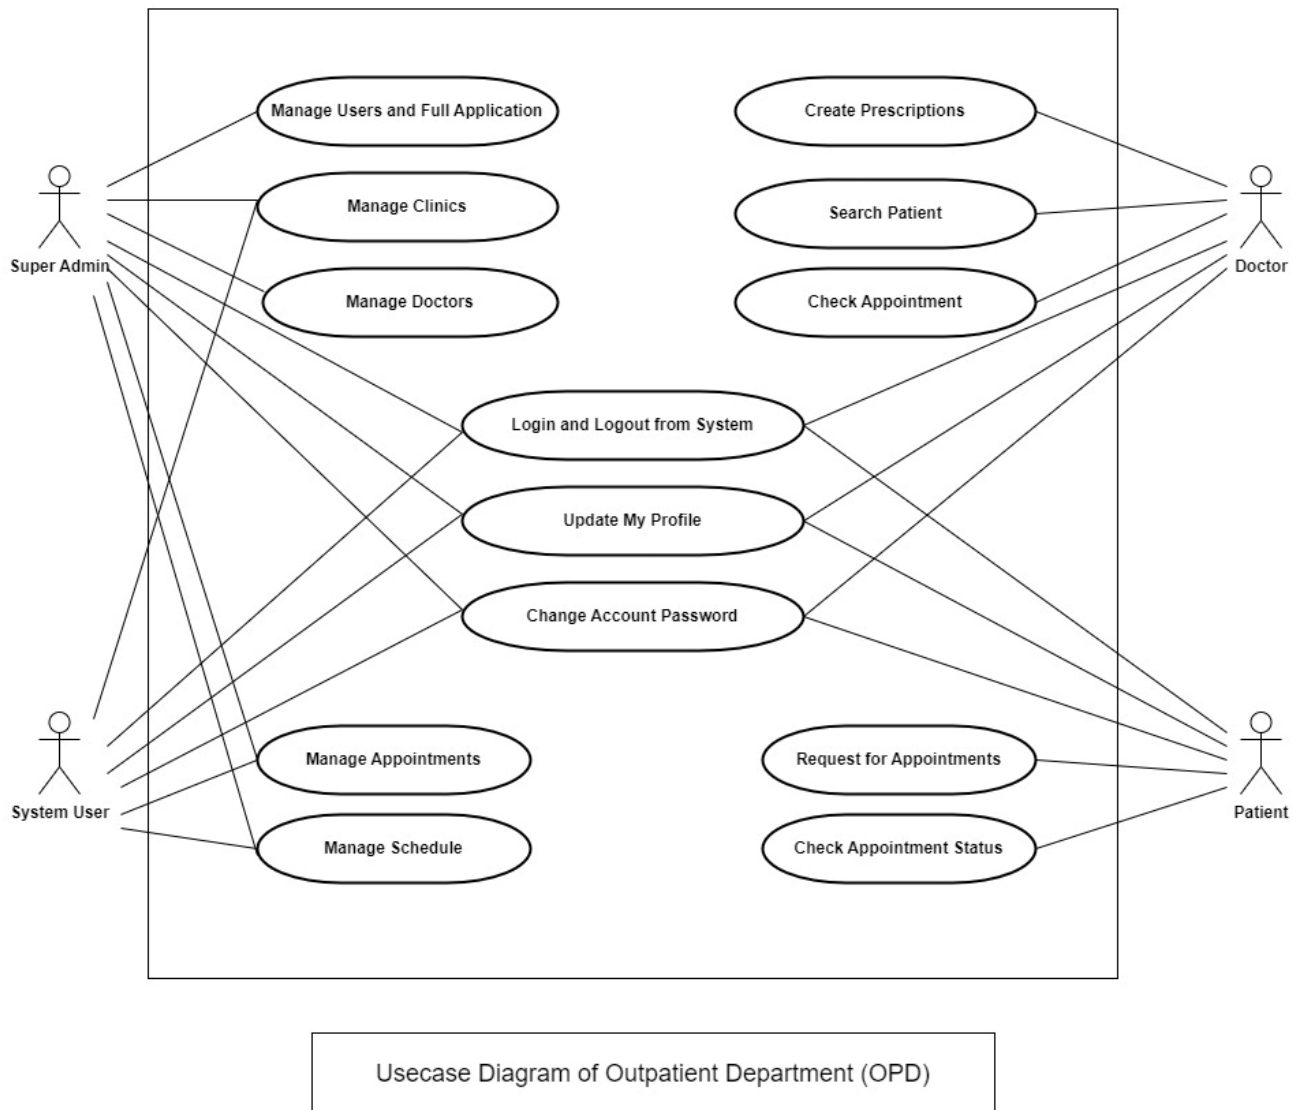 Manage Users and Full Application
Create Prescriptions
Manage Clinics
Search Patient
Super Admin
Doctor
Manage Doctors
Check Appointment
Login and Logout from System
Update My Profile
Change Account Password
Manage Appointments
Request for Appointments
System User
Patient
Manage Schedule
Check Appointment Status
Usecase Diagram of Outpatient Department (OPD)